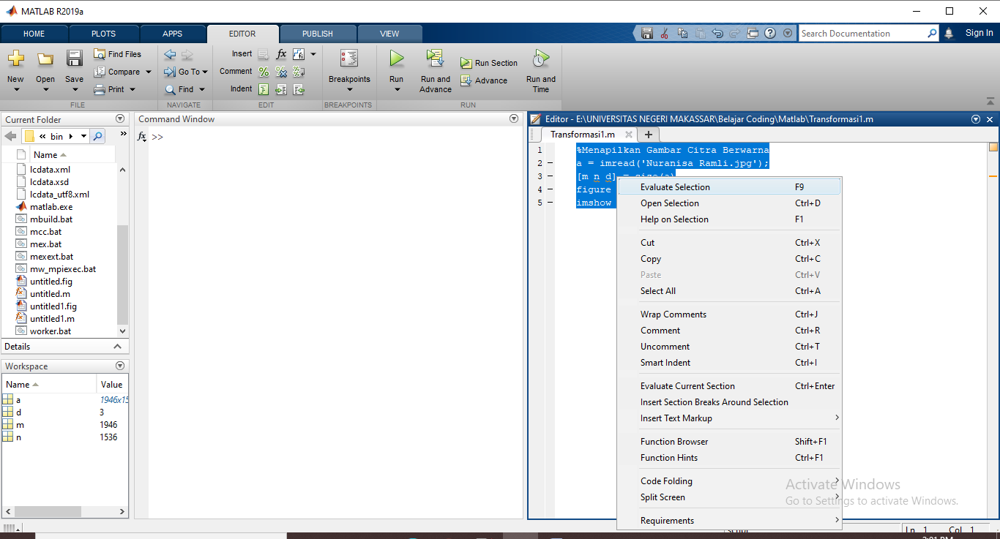 MATLAB R2019a
HOME PLOTS APPS EDITOR PUBLISH VIEW Search Documentation Sign In
New Open Save Find Files Compare Print
FILE
Go To Find
NAVIGATE
Insert fx
Comment
Indent
EDIT
Breakpoints
BREAKPOINTS
Run Run and Advance Run Section Advance Run and Time
RUN
Current Folder
« bin »
Name
lcdata.xml
lcdata.xsd
lcdata_utf8.xml
matlab.exe
mbuild.bat
mcc.bat
mex.bat
mexext.bat
mw_mpiexec.bat
untitled.fig
untitled.m
untitled1.fig
untitled1.m
worker.bat
Details
Workspace
Name Value
a 1946x15
d 3
m 1946
n 1536
Command Window
fx >>
Editor - E:\UNIVERSITAS NEGERI MAKASSAR\Belajar Coding\Matlab\Transformasi1.m
Transformasi1.m +
1 %Menapilkan Gambar Citra Berwarna
2 – a = imread('Nuranisa Ramli.jpg');
3 – [m n d] = size(a)
4 – figure
5 – imshow
Evaluate Selection F9
Open Selection Ctrl+D
Help on Selection F1
Cut Ctrl+X
Copy Ctrl+C
Paste Ctrl+V
Select All Ctrl+A
Wrap Comments Ctrl+J
Comment Ctrl+R
Uncomment Ctrl+T
Smart Indent Ctrl+I
Evaluate Current Section Ctrl+Enter
Insert Section Breaks Around Selection
Insert Text Markup
Function Browser Shift+F1
Function Hints Ctrl+F1
Code Folding
Split Screen
Requirements
Activate Windows
Go to Settings to activate Windows.
script Ln 1 Col 1
2:01 PM